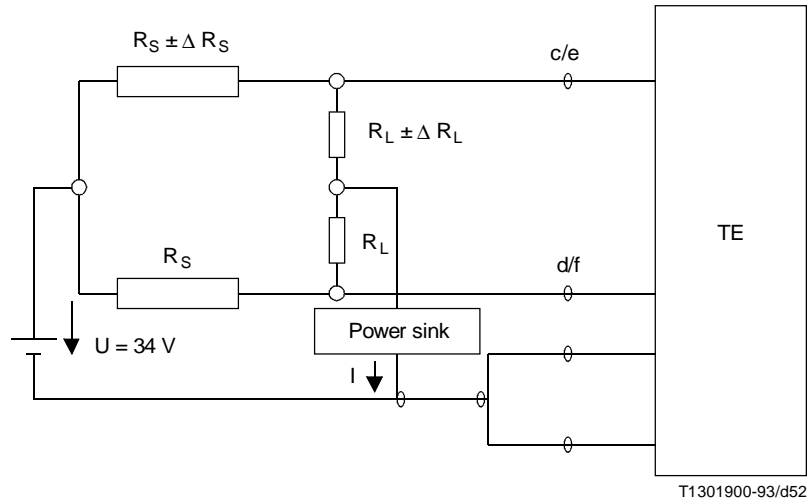 R_S ± Δ R_S
c/e
R_L ± Δ R_L
TE
R_S
R_L
d/f
U = 34 V
Power sink
I
T1301900-93/d52